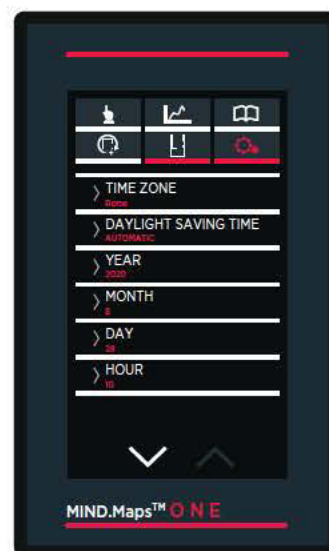 TIME ZONE
Rome
DAYLIGHT SAVING TIME
AUTOMATIC
YEAR
2020
MONTH
8
DAY
28
HOUR
10
MIND.Maps™ ONE